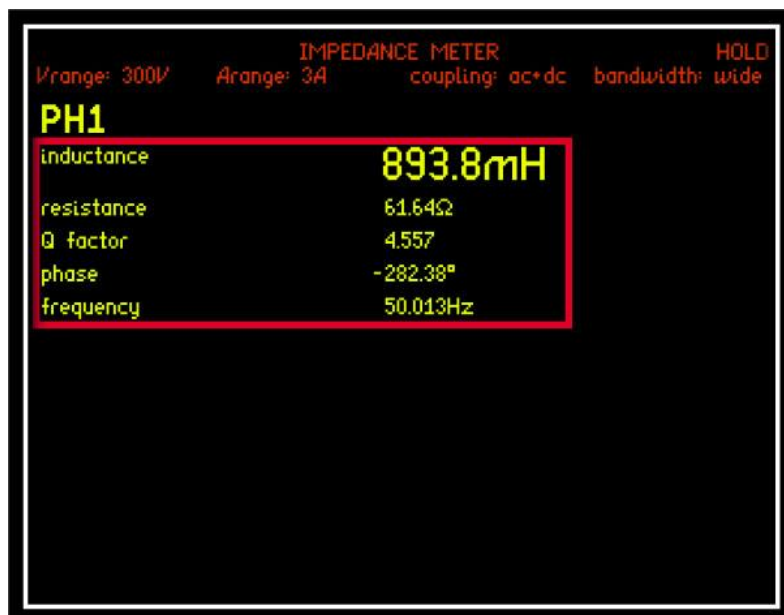 IMPEDANCE METER HOLD
Vrange: 300V Arange: 3A coupling: ac+dc bandwidth: wide
PH1
inductance 893.8mH
resistance 61.64Ω
Q factor 4.557
phase -282.38°
frequency 50.013Hz